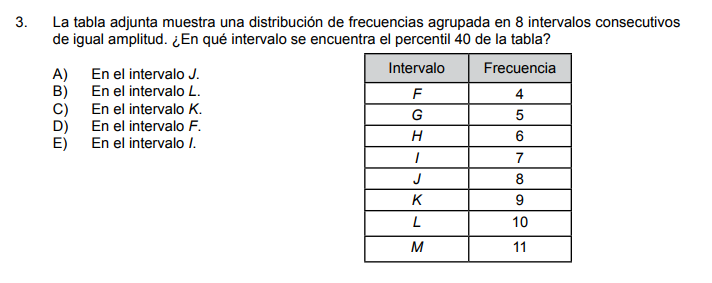 3. La tabla adjunta muestra una distribución de frecuencias agrupada en 8 intervalos consecutivos
de igual amplitud. ¿En qué intervalo se encuentra el percentil 40 de la tabla?
A) En el intervalo J.
B) En el intervalo L.
C) En el intervalo K.
D) En el intervalo F.
E) En el intervalo I.
Intervalo Frecuencia
F 4
G 5
H 6
I 7
J 8
K 9
L 10
M 11